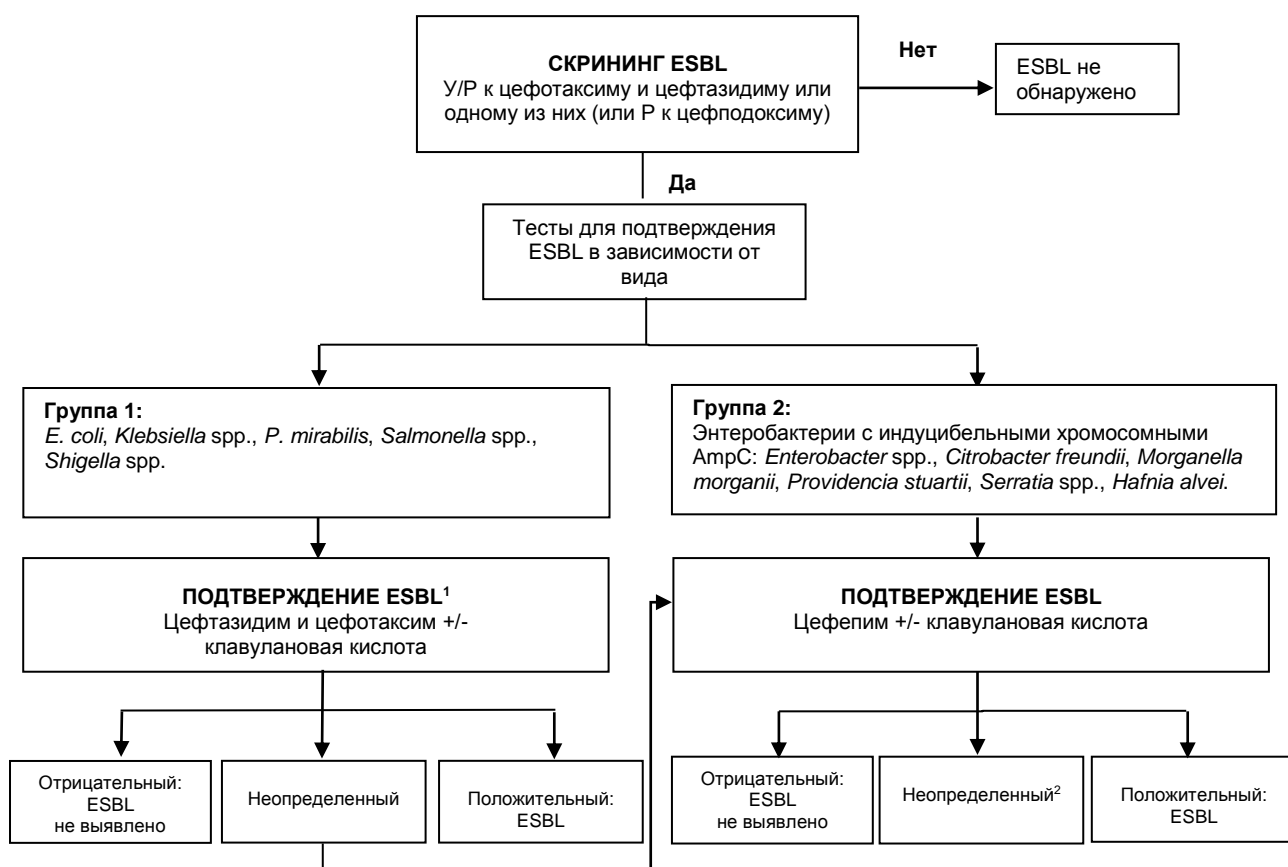 СКРИНИНГ ESBL
У/Р к цефотаксиму и цефтазидиму или
одному из них (или Р к цефподоксиму)
Нет
ESBL не
обнаружено
Да
Тесты для подтверждения
ESBL в зависимости от
вида
Группа 1:
E. coli, Klebsiella spp., P. mirabilis, Salmonella spp.,
Shigella spp.
Группа 2:
Энтеробактерии с индуцибельными хромосомными
AmpC: Enterobacter spp., Citrobacter freundii, Morganella
morganii, Providencia stuartii, Serratia spp., Hafnia alvei.
ПОДТВЕРЖДЕНИЕ ESBL¹
Цефтазидим и цефотаксим +/-
клавулановая кислота
ПОДТВЕРЖДЕНИЕ ESBL
Цефепим +/- клавулановая кислота
Отрицательный:
ESBL
не выявлено
Неопределенный
Положительный:
ESBL
Отрицательный:
ESBL
не выявлено
Неопределенный²
Положительный:
ESBL